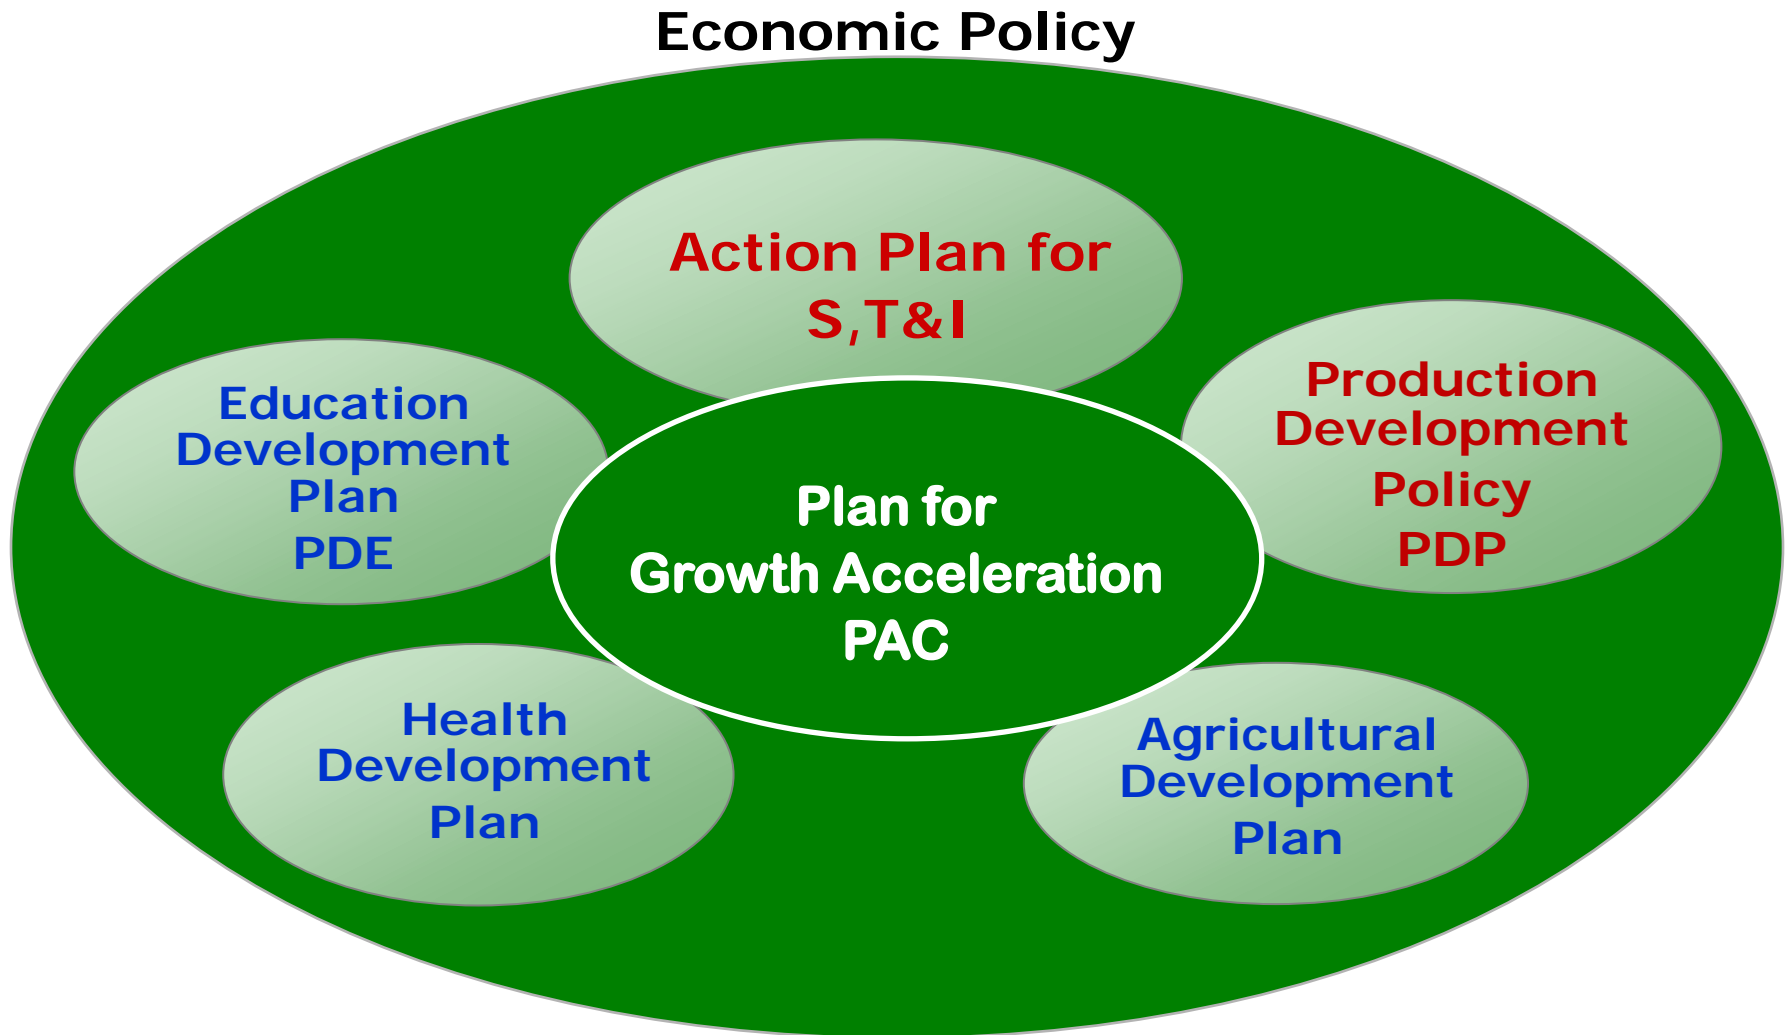 Economic Policy
Action Plan for
S,T&I
Education
Development
Plan
PDE
Production
Development
Policy
PDP
Plan for
Growth Acceleration
PAC
Health
Development
Plan
Agricultural
Development
Plan